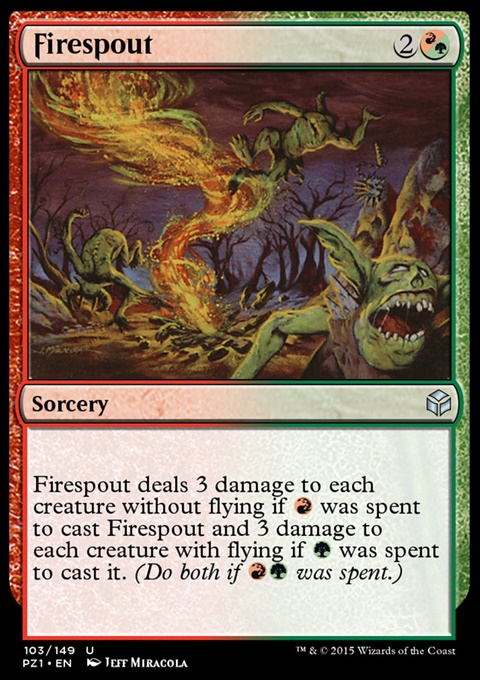 Firespout 2
Sorcery
Firespout deals 3 damage to each
creature without flying if was spent
to cast Firespout and 3 damage to
each creature with flying if was spent
to cast it. (Do both if was spent.)
103/149 U
PZ1 • EN Jeff Miracola
™ & © 2015 Wizards of the Coast